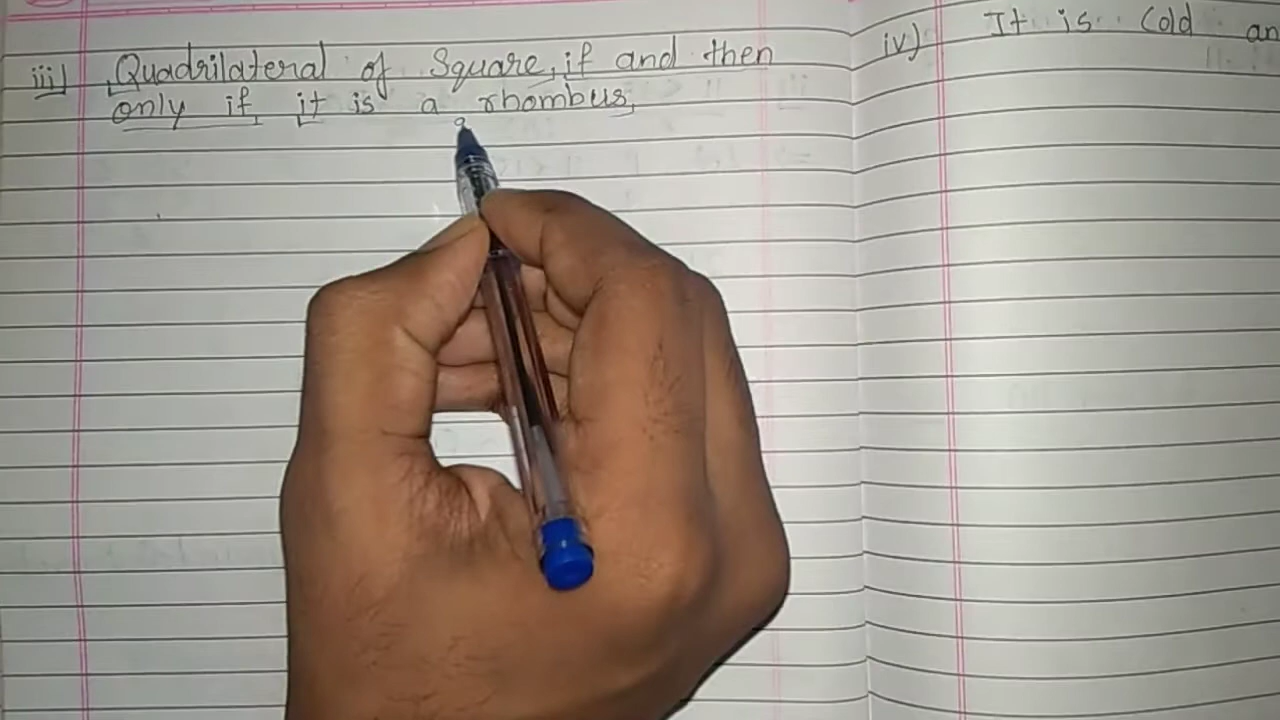 iii) Quadrilateral of Square, if and then
only if, it is a rhombus,
iv) It is Cold an